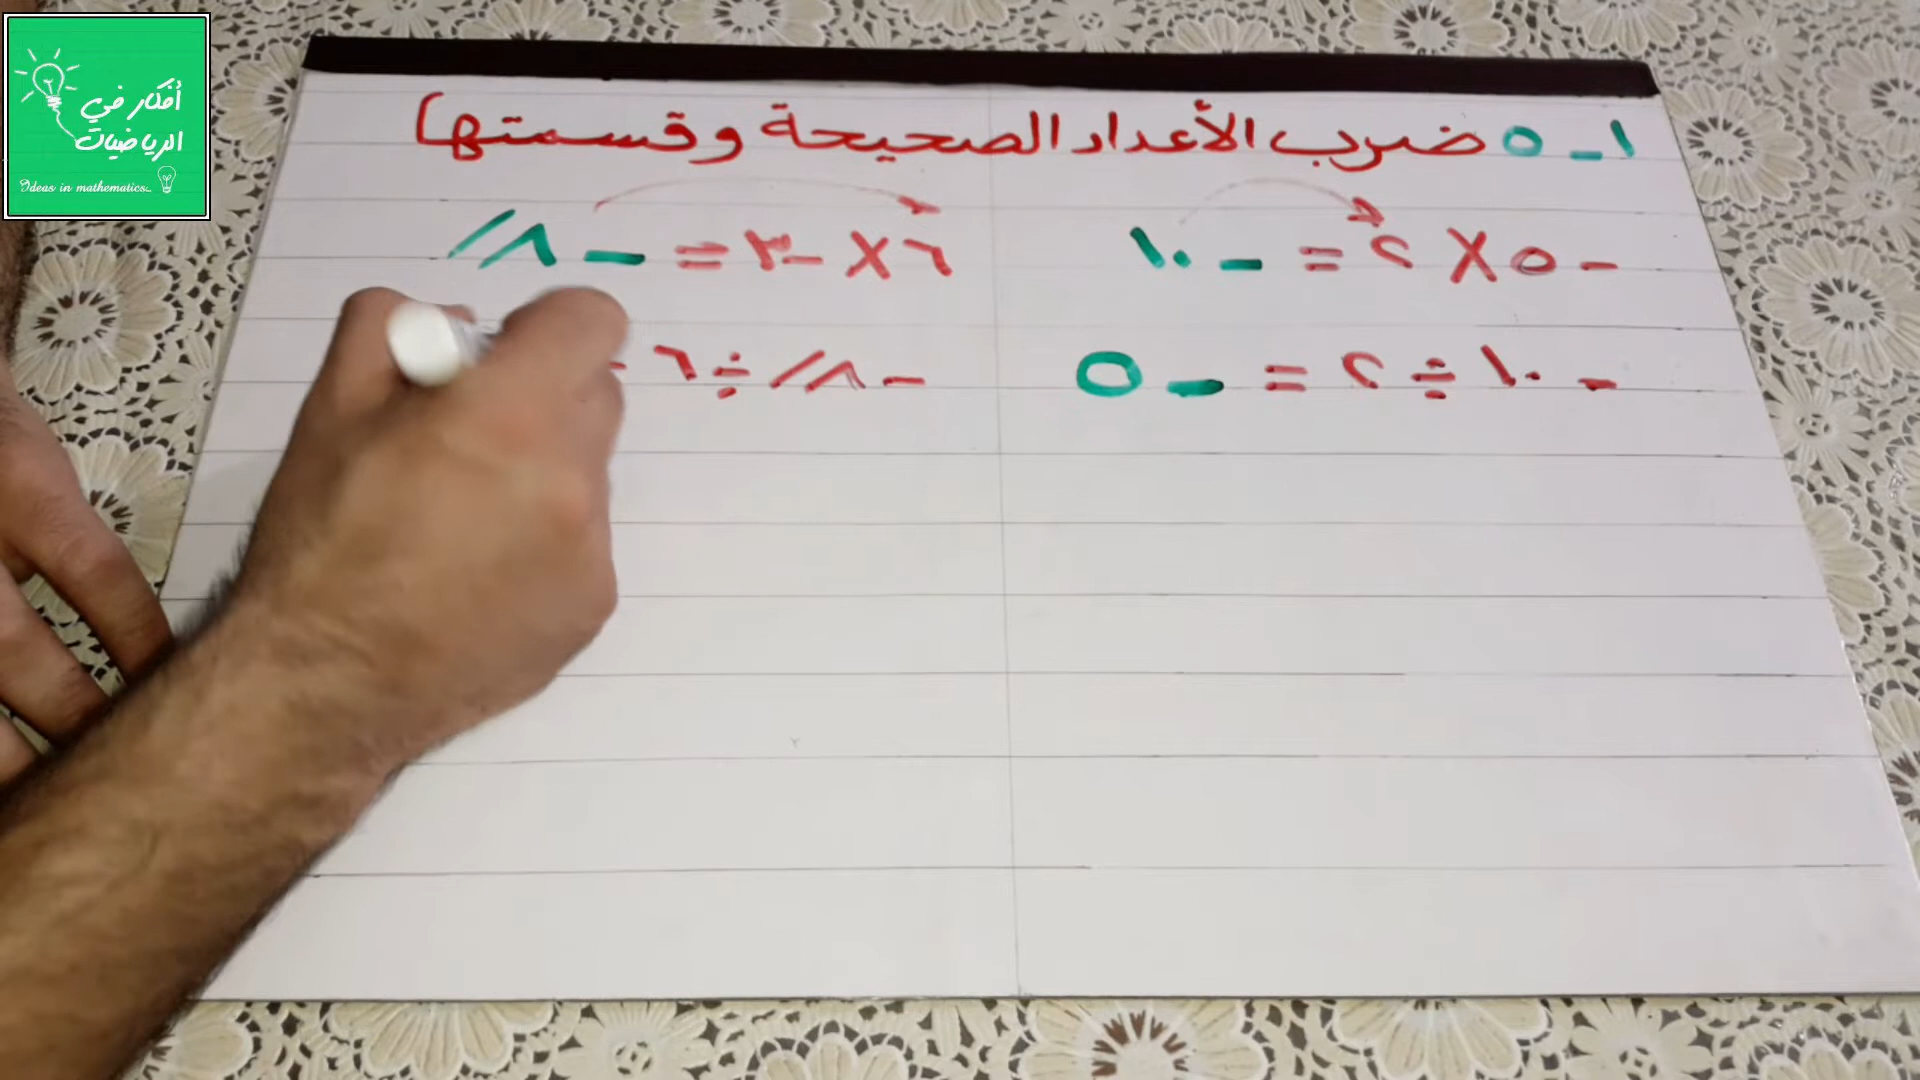 أفكار في
الرياضيات
Ideas in mathematics..
١ _ ٥ ضرب الأعداد الصحيحة وقسمتها)
- ٥ × ٢ = - ١٠
٦ × -٣ = - ١٨
- ١٠ ÷ ٢ = - ٥
- ١٨ ÷ ٦